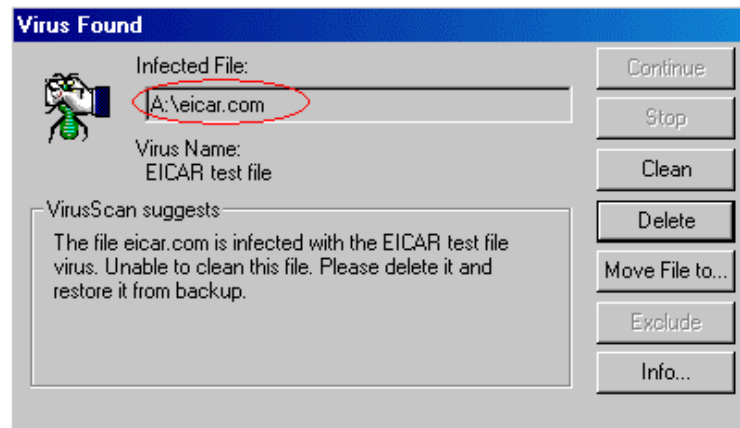 Virus Found
Infected File:
A:\eicar.com
Virus Name:
EICAR test file
VirusScan suggests
The file eicar.com is infected with the EICAR test file
virus. Unable to clean this file. Please delete it and
restore it from backup.
Continue
Stop
Clean
Delete
Move File to...
Exclude
Info...